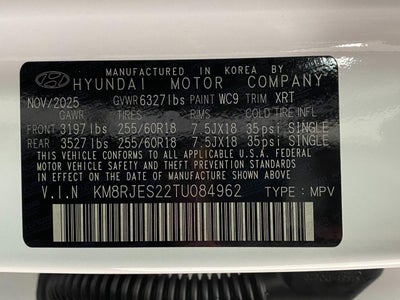 MANUFACTURED IN KOREA BY
HYUNDAI MOTOR COMPANY
NOV/2025 GVWR 6327lbs PAINT WC9 TRIM XRT
GAWR TIRES RIMS COLD TIRE INFL
FRONT 3197lbs 255/60R18 7.5JX18 35psi SINGLE
REAR 3527lbs 255/60R18 7.5JX18 35psi SINGLE
THIS VEHICLE CONFORMS TO ALL APPLICABLE U.S.A. FEDERAL
MOTOR VEHICLE SAFETY STANDARDS IN EFFECT ON THE
DATE OF MANUFACTURE SHOWN ABOVE.
V.I.N KM8RJES22TU084962 TYPE: MPV